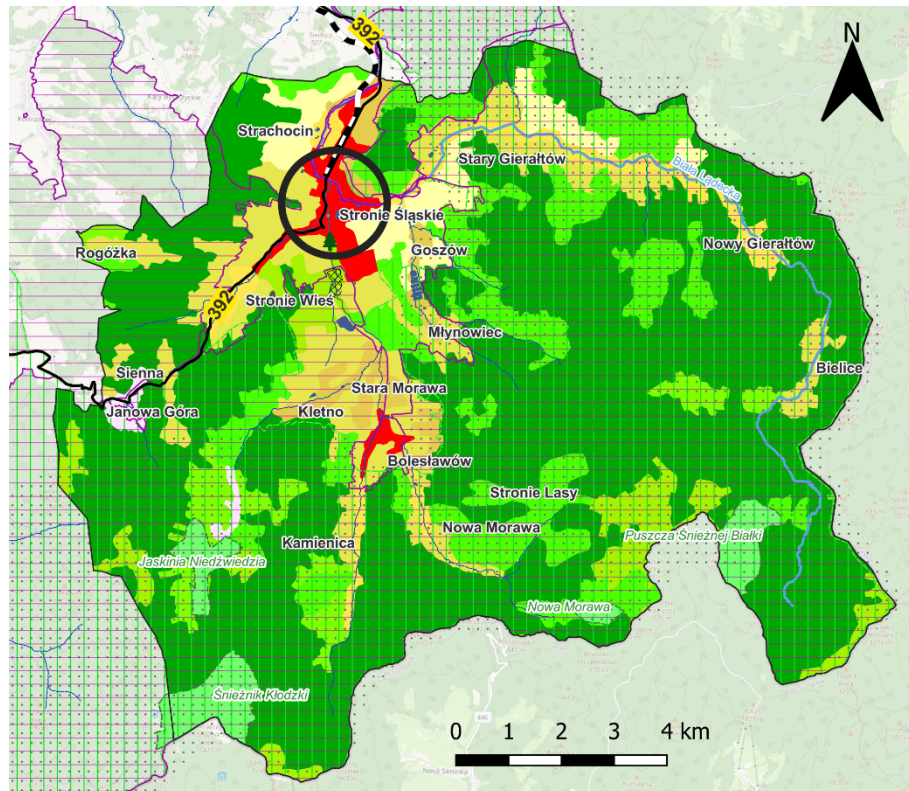 392
N
Strachocin
Stary Gierałtów
Biała Lądecka
Stronie Śląskie
Rogóżka
Goszów
Nowy Gierałtów
392
Stronie Wieś
Młynowiec
Sienna
Bielice
Stara Morawa
Janowa Góra
Kletno
Bolesławów
Stronie Lasy
Nowa Morawa
Kamienica
Puszcza Śnieżnej Białki
Jaskinia Niedźwiedzia
Nowa Morawa
Śnieżnik Kłodzki
446
0 1 2 3 4 km